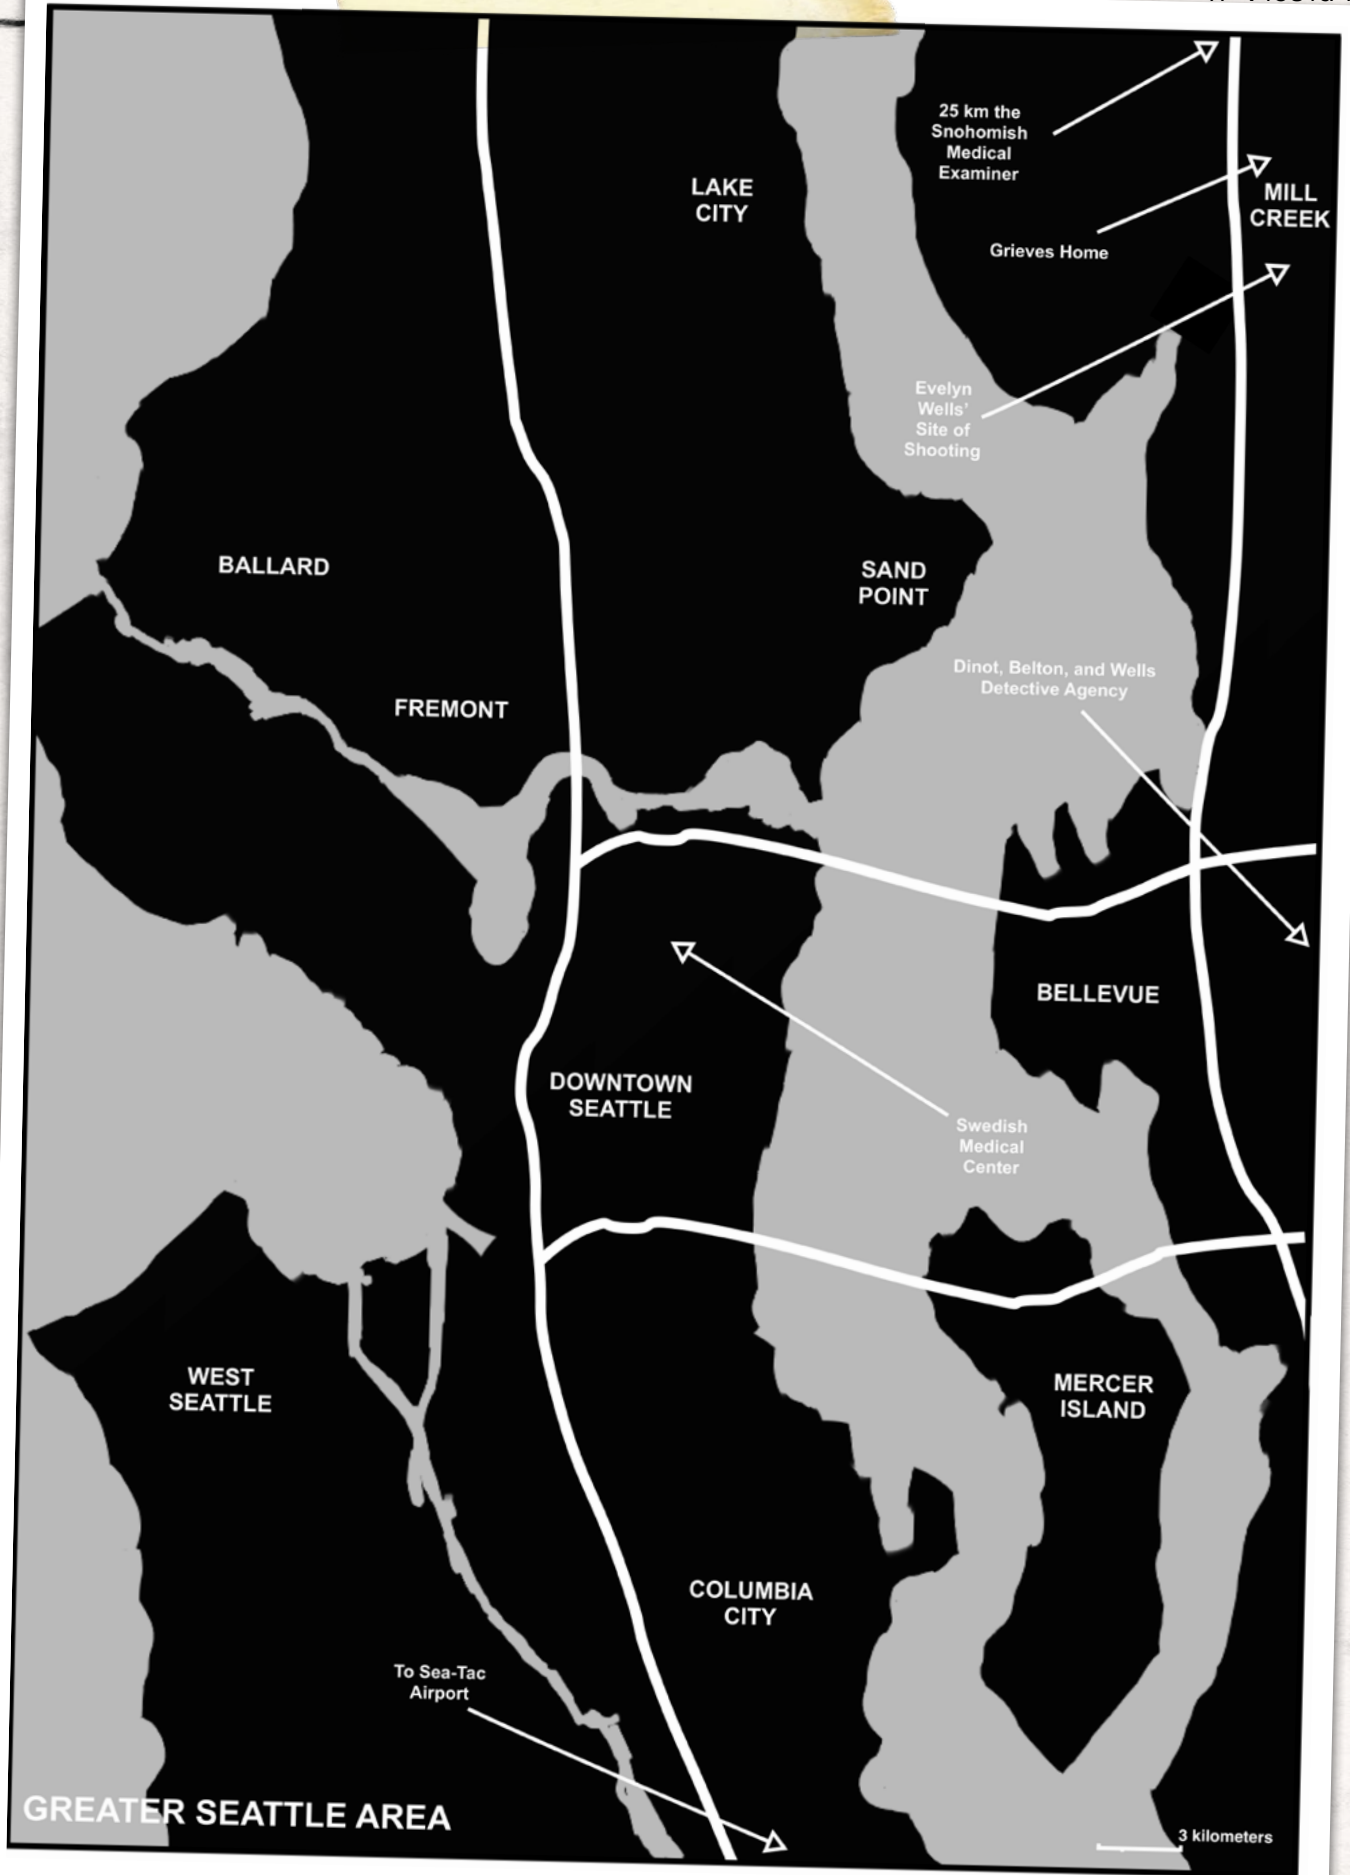 25 km the
Snohomish
Medical
Examiner
LAKE
CITY
MILL
CREEK
Grieves Home
Evelyn
Wells'
Site of
Shooting
BALLARD
SAND
POINT
Dinot, Belton, and Wells
Detective Agency
FREMONT
BELLEVUE
DOWNTOWN
SEATTLE
Swedish
Medical
Center
WEST
SEATTLE
MERCER
ISLAND
COLUMBIA
CITY
To Sea-Tac
Airport
GREATER SEATTLE AREA
3 kilometers